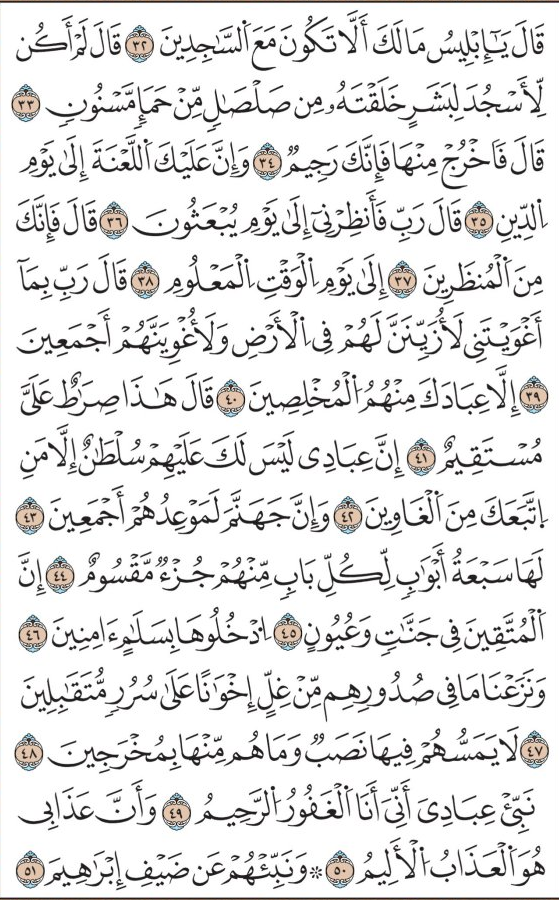 قَالَ يَـٰٓإِبْلِيسُ مَا لَكَ أَلَّا تَكُونَ مَعَ ٱلسَّـٰجِدِينَ ٣٢ قَالَ لَمْ أَكُن
لِّأَسْجُدَ لِبَشَرٍ خَلَقْتَهُۥ مِن صَلْصَـٰلٍ مِّنْ حَمَإٍ مَّسْنُونٍ ٣٣
قَالَ فَٱخْرُجْ مِنْهَا فَإِنَّكَ رَجِيمٌ ٣٤ وَإِنَّ عَلَيْكَ ٱللَّعْنَةَ إِلَىٰ يَوْمِ
ٱلدِّينِ ٣٥ قَالَ رَبِّ فَأَنظِرْنِىٓ إِلَىٰ يَوْمِ يُبْعَثُونَ ٣٦ قَالَ فَإِنَّكَ
مِنَ ٱلْمُنظَرِينَ ٣٧ إِلَىٰ يَوْمِ ٱلْوَقْتِ ٱلْمَعْلُومِ ٣٨ قَالَ رَبِّ بِمَآ
أَغْوَيْتَنِى لَأُزَيِّنَنَّ لَهُمْ فِى ٱلْأَرْضِ وَلَأُغْوِيَنَّهُمْ أَجْمَعِينَ
٣٩ إِلَّا عِبَادَكَ مِنْهُمُ ٱلْمُخْلِصِينَ ٤٠ قَالَ هَـٰذَا صِرَٰطٌ عَلَىَّ
مُسْتَقِيمٌ ٤١ إِنَّ عِبَادِى لَيْسَ لَكَ عَلَيْهِمْ سُلْطَـٰنٌ إِلَّا مَنِ
ٱتَّبَعَكَ مِنَ ٱلْغَاوِينَ ٤٢ وَإِنَّ جَهَنَّمَ لَمَوْعِدُهُمْ أَجْمَعِينَ ٤٣
لَهَا سَبْعَةُ أَبْوَٰبٍ لِّكُلِّ بَابٍ مِّنْهُمْ جُزْءٌ مَّقْسُومٌ ٤٤ إِنَّ
ٱلْمُتَّقِينَ فِى جَنَّـٰتٍ وَعُيُونٍ ٤٥ ٱدْخُلُوهَا بِسَلَـٰمٍ ءَامِنِينَ ٤٦
وَنَزَعْنَا مَا فِى صُدُورِهِم مِّنْ غِلٍّ إِخْوَٰنًا عَلَىٰ سُرُرٍ مُّتَقَـٰبِلِينَ
٤٧ لَا يَمَسُّهُمْ فِيهَا نَصَبٌ وَمَا هُم مِّنْهَا بِمُخْرَجِينَ ٤٨
نَبِّئْ عِبَادِىَ أَنِّىَ أَنَا ٱلْغَفُورُ ٱلرَّحِيمُ ٤٩ وَأَنَّ عَذَابِى
هُوَ ٱلْعَذَابُ ٱلْأَلِيمُ ٥٠ * وَنَبِّئْهُمْ عَن ضَيْفِ إِبْرَٰهِيمَ ٥١